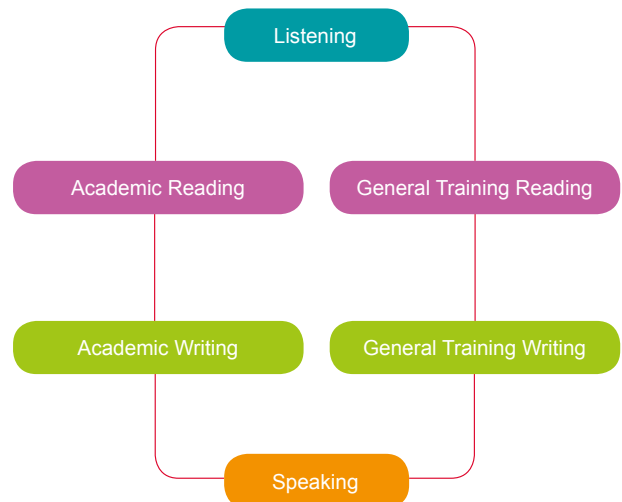 Listening
Academic Reading
General Training Reading
Academic Writing
General Training Writing
Speaking